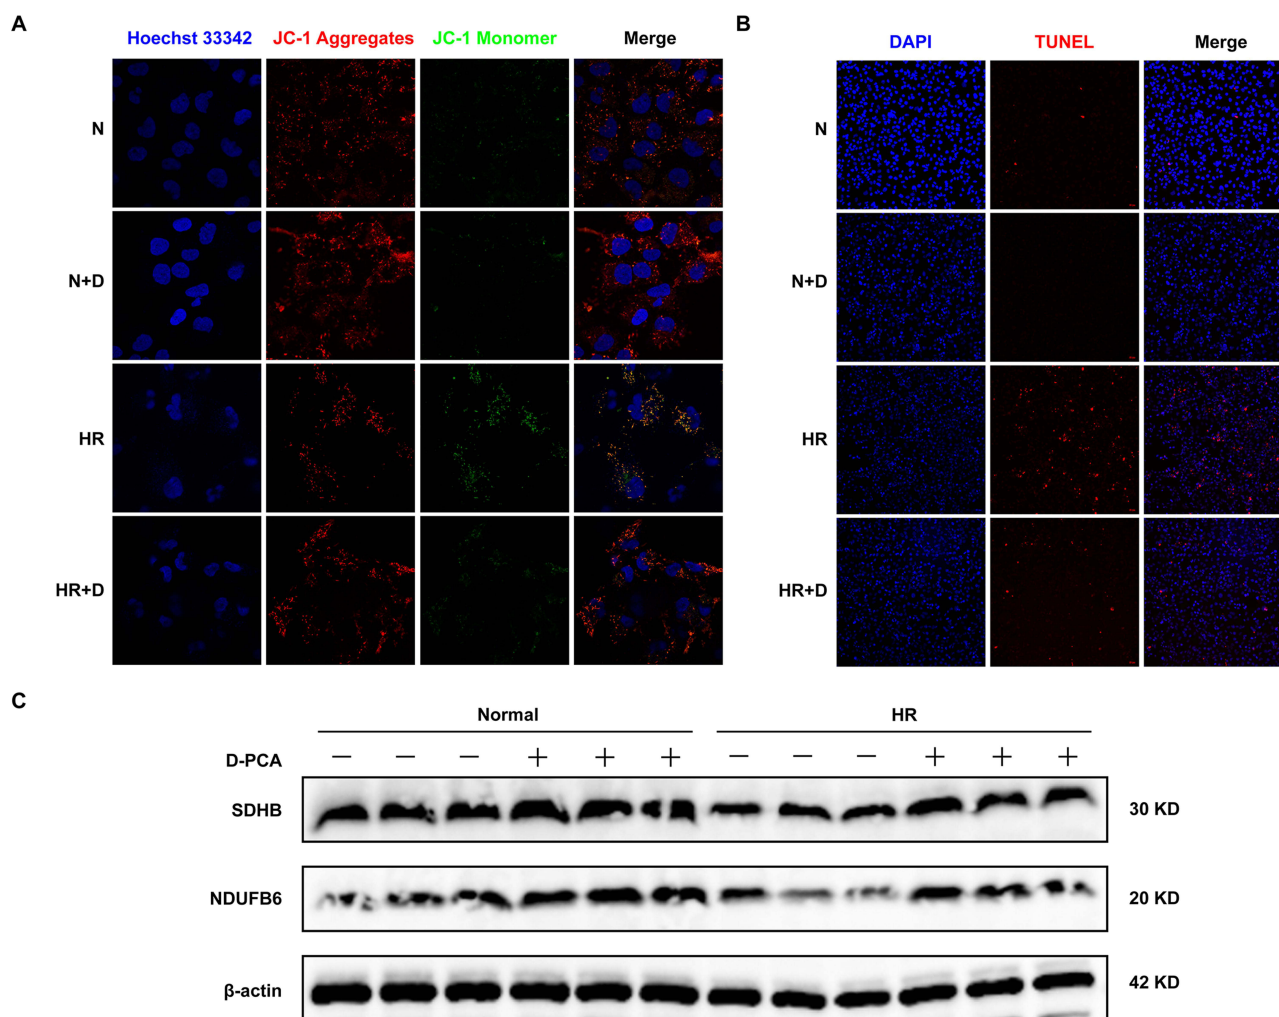 A
B
Hoechst 33342 JC-1 Aggregates JC-1 Monomer Merge
DAPI TUNEL Merge
N
N
N+D
N+D
HR
HR
HR+D
HR+D
C
Normal HR
D-PCA − − − + + + − − − + + +
SDHB 30 KD
NDUFB6 20 KD
β-actin 42 KD